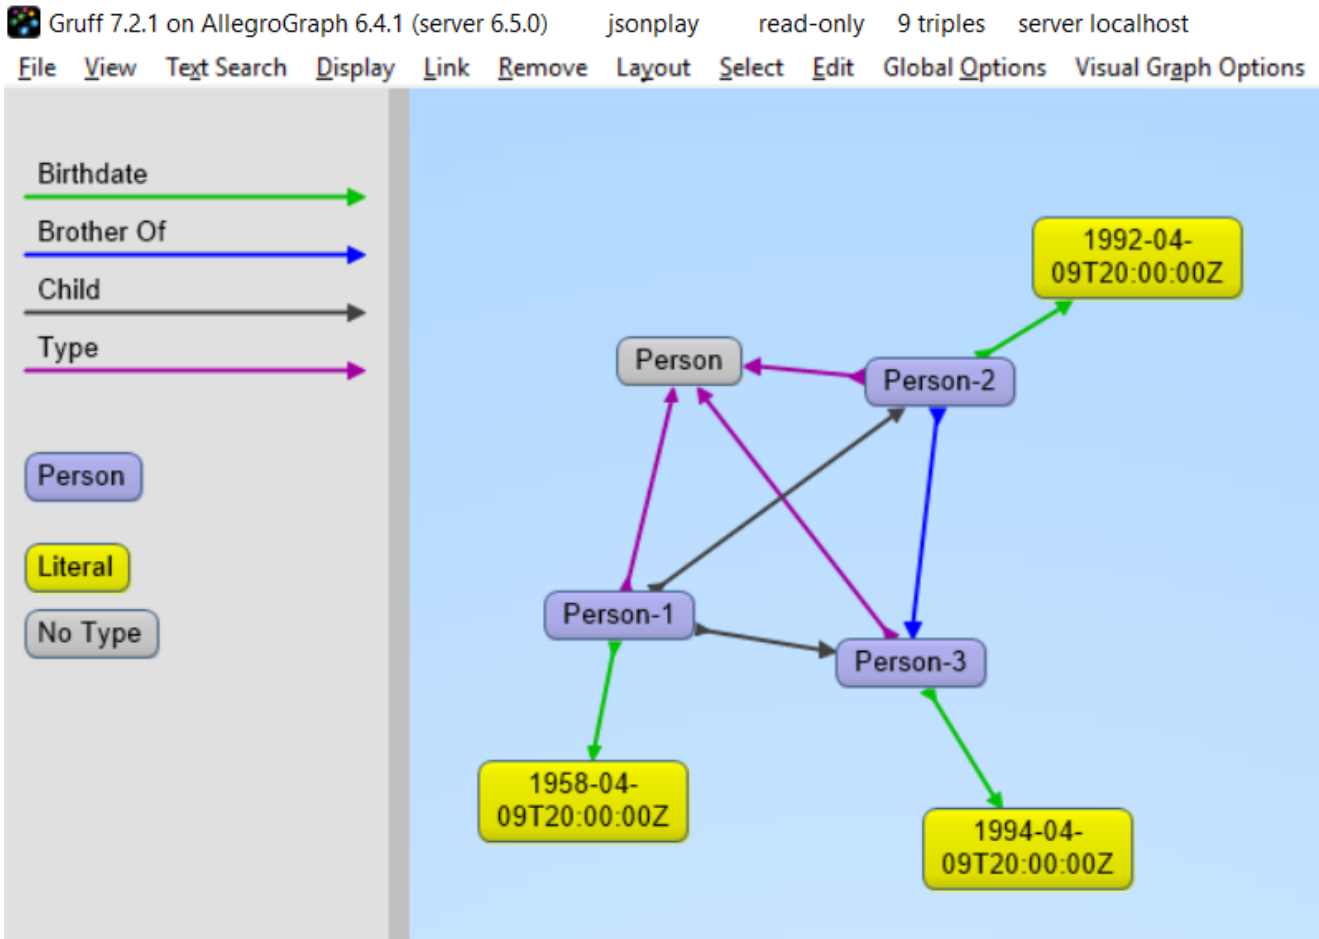 Gruff 7.2.1 on AllegroGraph 6.4.1 (server 6.5.0) jsonplay read-only 9 triples server localhost
File View Text Search Display Link Remove Layout Select Edit Global Options Visual Graph Options
Birthdate
Brother Of
Child
Type
Person
Literal
No Type
1992-04-
09T20:00:00Z
Person
Person-2
Person-1
Person-3
1958-04-
09T20:00:00Z
1994-04-
09T20:00:00Z